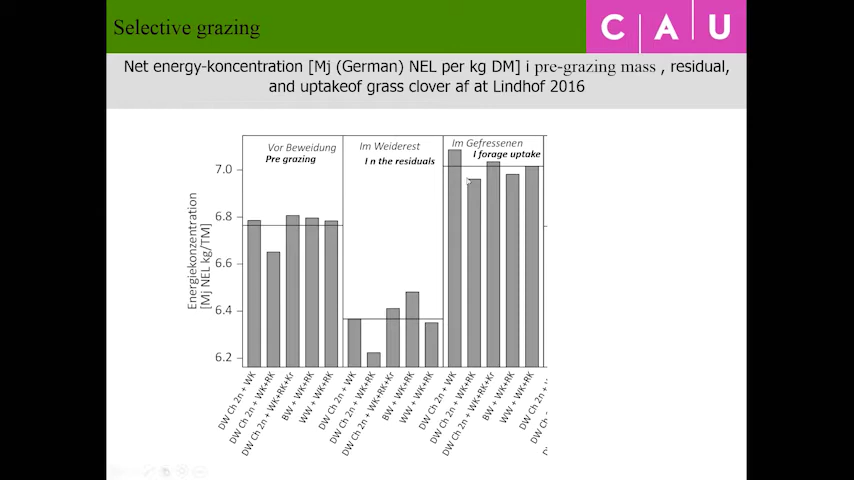 Selective grazing
C A U
Net energy-koncentration [Mj (German) NEL per kg DM] i pre-grazing mass , residual,
and uptakeof grass clover af at Lindhof 2016
Vor Beweidung
Pre grazing
Im Weiderest
I n the residuals
Im Gefressenen
I forage uptake
Energiekonzentration
[Mj NEL kg/TM]
7.0
6.8
6.6
6.4
6.2
DW Ch 2n + WK
DW Ch 2n + WK+RK
DW Ch 2n + WK+RK+Kr
BW + WK+RK
WW + WK+RK
DW Ch 2n + WK
DW Ch 2n + WK+RK
DW Ch 2n + WK+RK+Kr
BW + WK+RK
WW + WK+RK
DW Ch 2n + WK
DW Ch 2n + WK+RK
DW Ch 2n + WK+RK+Kr
BW + WK+RK
WW + WK+RK
DW Ch 2n +
DW C